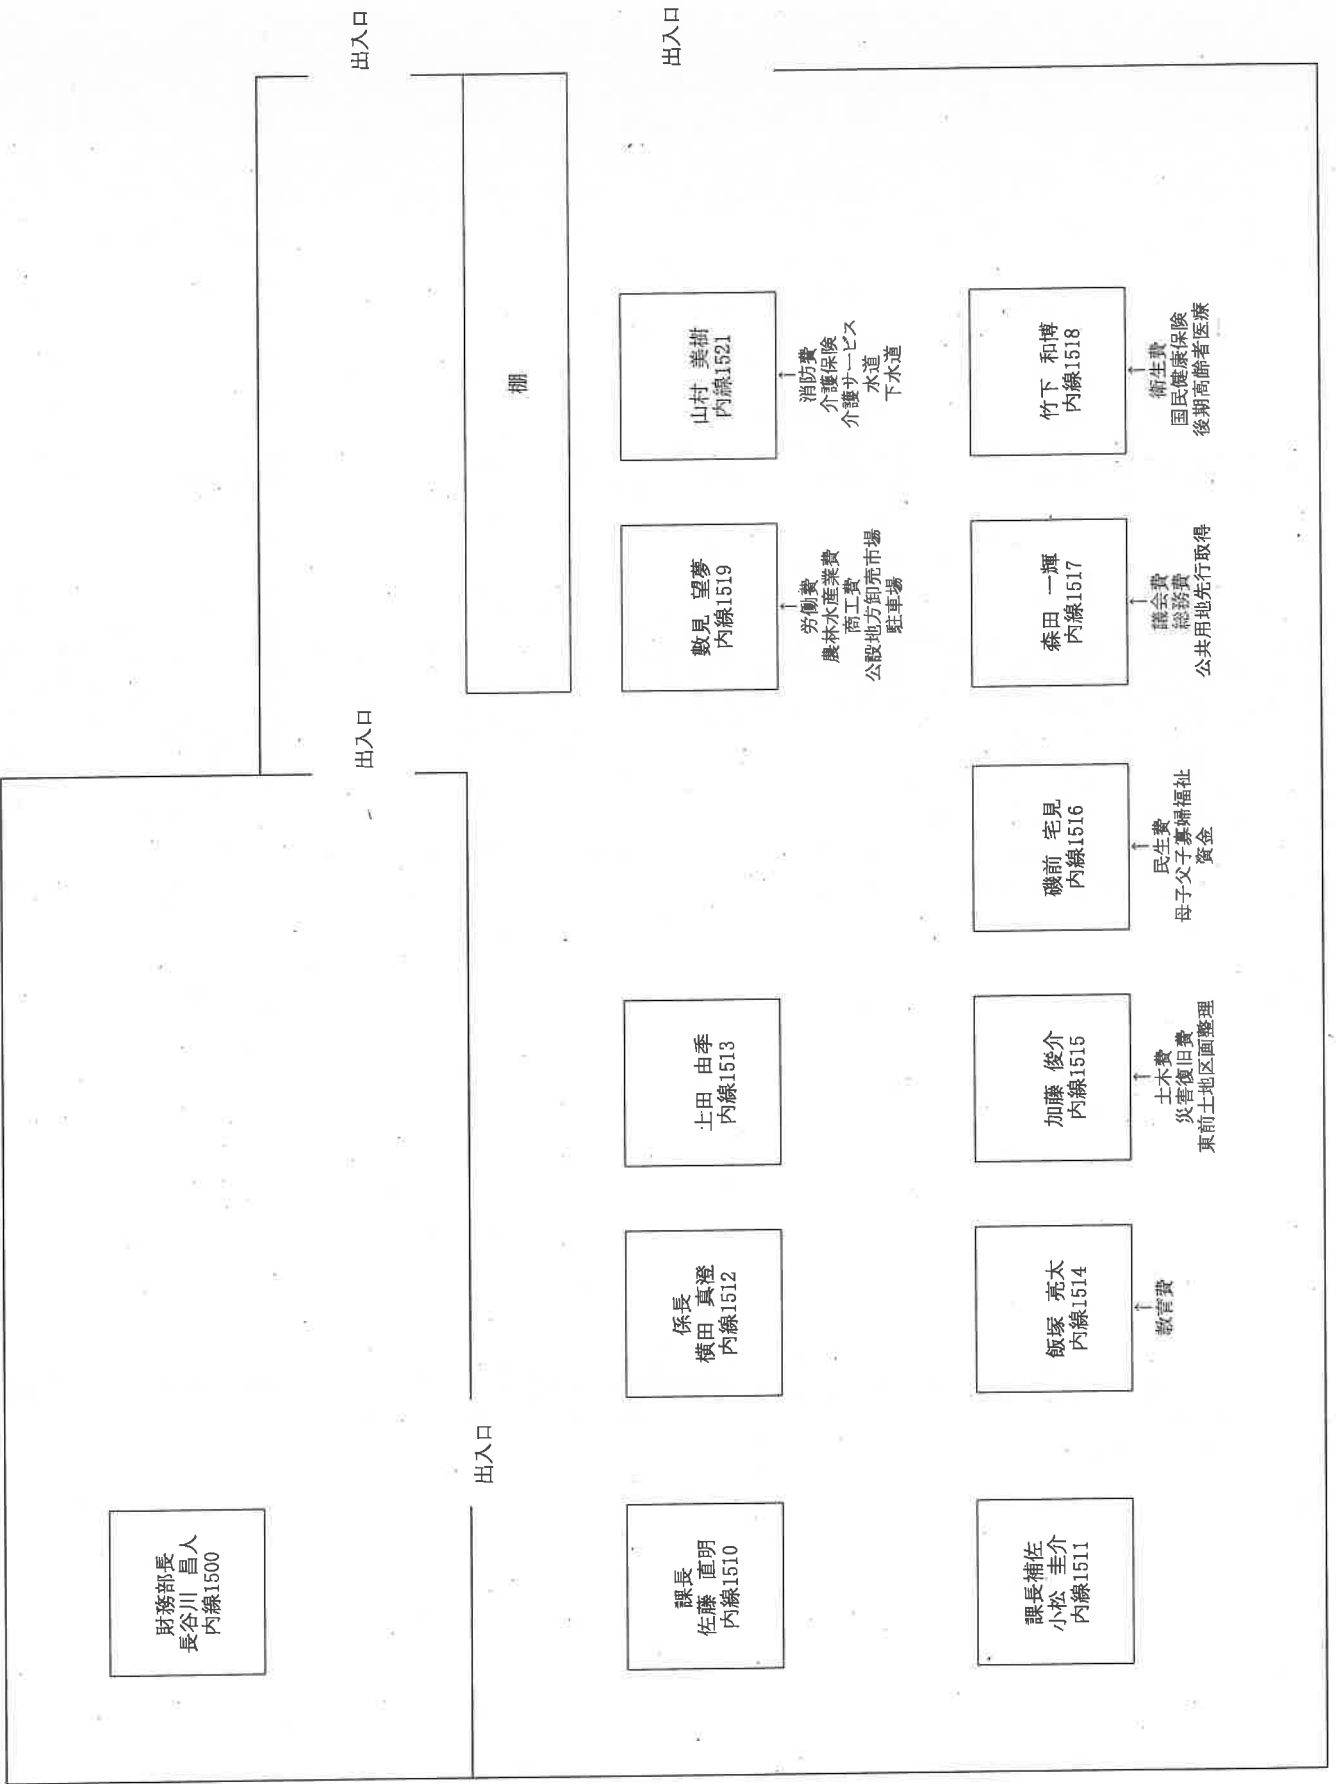 財務部長
長谷川 昌人
内線1500
出入口
出入口
出入口
棚
出入口
課長
佐藤 直明
内線1510
係長
横田 真澄
内線1512
上田 由季
内線1513
數見 望夢
内線1519
↑
労働費
農林水産業費
商工費
公設地方卸売市場
駐車場
山村 美樹
内線1521
↑
消防費
介護保険
介護サービス
水道
下水道
課長補佐
小松 圭介
内線1511
飯塚 亮太
内線1514
↑
教育費
加藤 俊介
内線1515
↑
土木費
災害復旧費
東前土地区画整理
磯前 宅見
内線1516
↑
民生費
母子父子寡婦福祉
資金
森田 一輝
内線1517
↑
議会費
総務費
公共用地先行取得
竹下 和博
内線1518
↑
衛生費
国民健康保険
後期高齢者医療